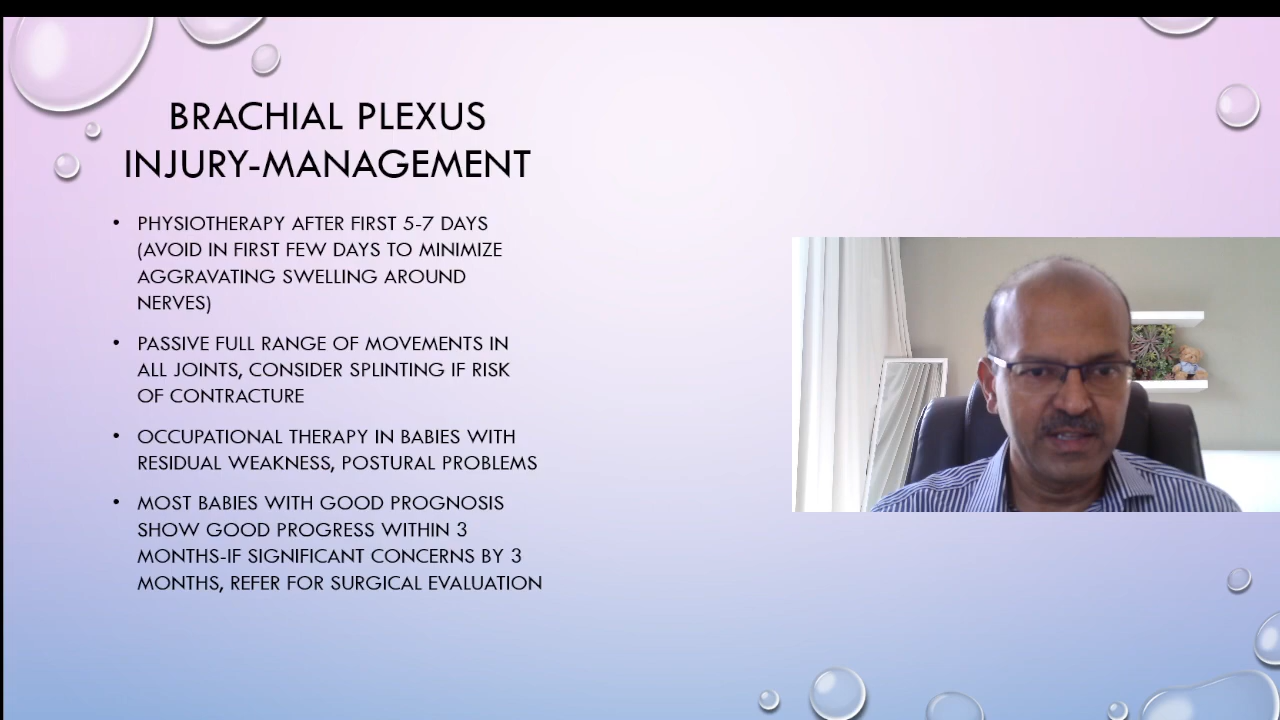 BRACHIAL PLEXUS
INJURY-MANAGEMENT
• PHYSIOTHERAPY AFTER FIRST 5-7 DAYS
(AVOID IN FIRST FEW DAYS TO MINIMIZE
AGGRAVATING SWELLING AROUND
NERVES)
• PASSIVE FULL RANGE OF MOVEMENTS IN
ALL JOINTS, CONSIDER SPLINTING IF RISK
OF CONTRACTURE
• OCCUPATIONAL THERAPY IN BABIES WITH
RESIDUAL WEAKNESS, POSTURAL PROBLEMS
• MOST BABIES WITH GOOD PROGNOSIS
SHOW GOOD PROGRESS WITHIN 3
MONTHS-IF SIGNIFICANT CONCERNS BY 3
MONTHS, REFER FOR SURGICAL EVALUATION